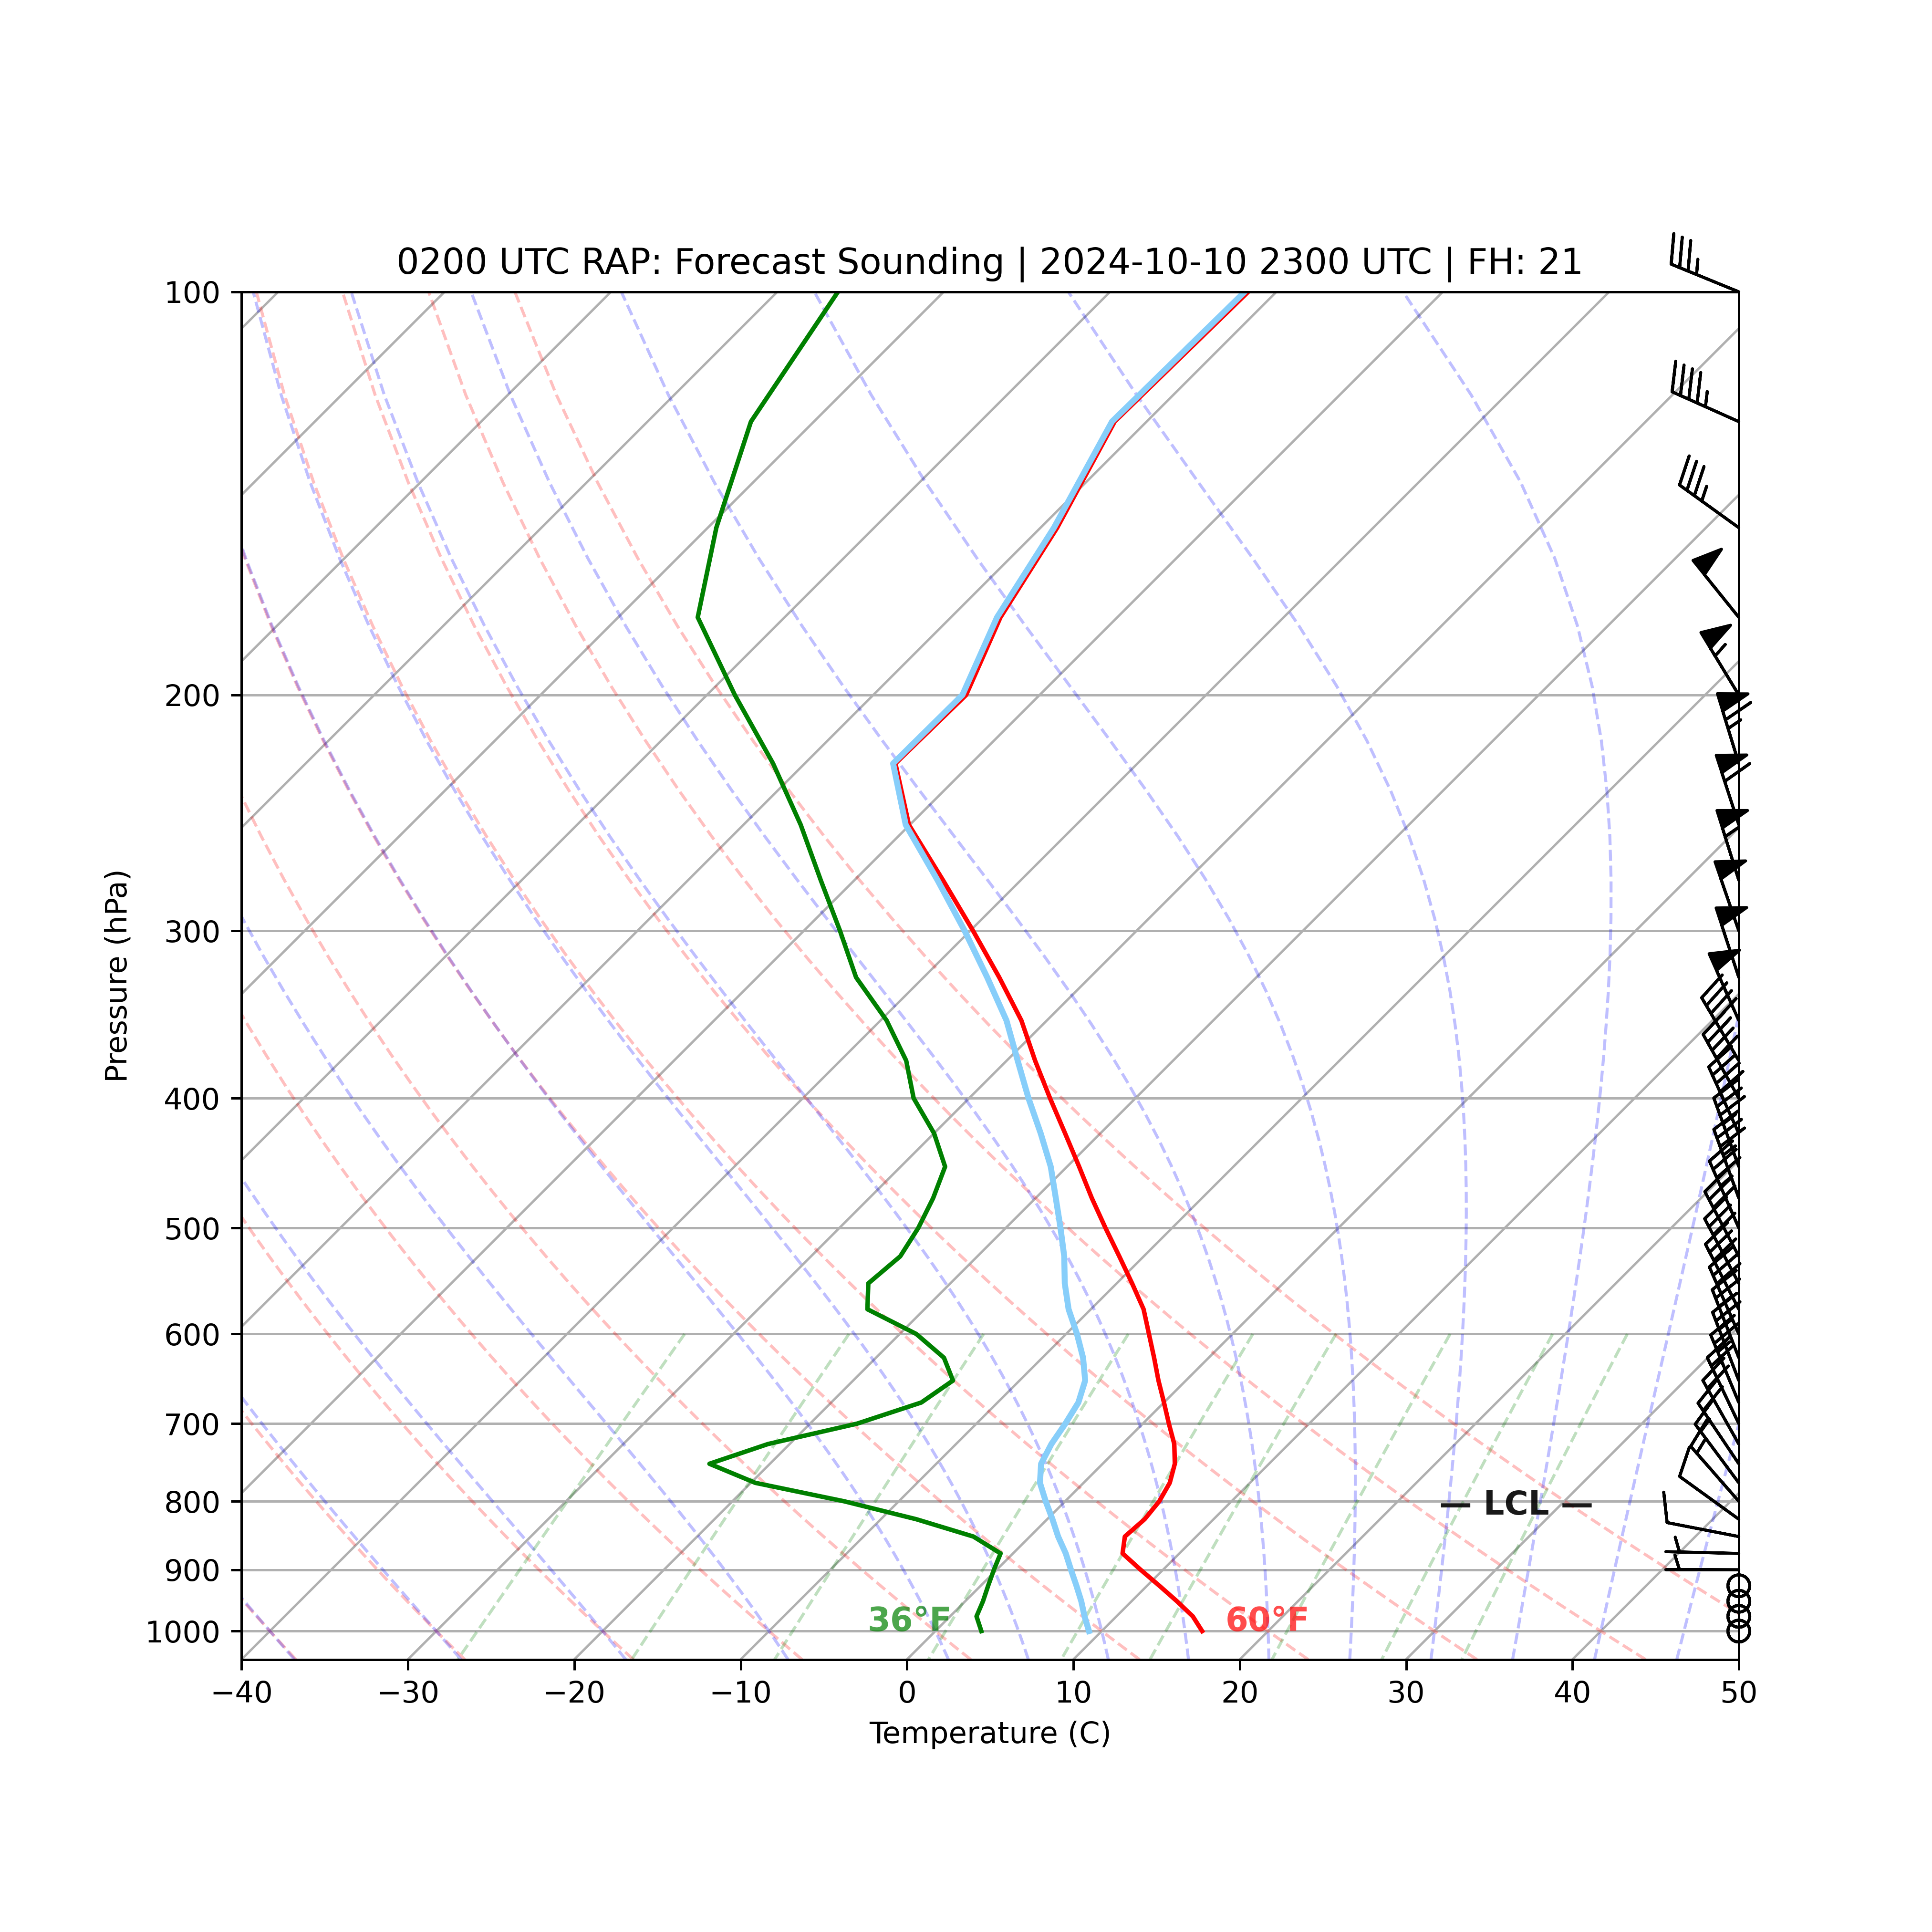 0200 UTC RAP: Forecast Sounding | 2024-10-10 2300 UTC | FH: 21
100
200
300
400
500
600
700
800
900
1000
Pressure (hPa)
— LCL —
36°F
60°F
−40 −30 −20 −10 0 10 20 30 40 50
Temperature (C)